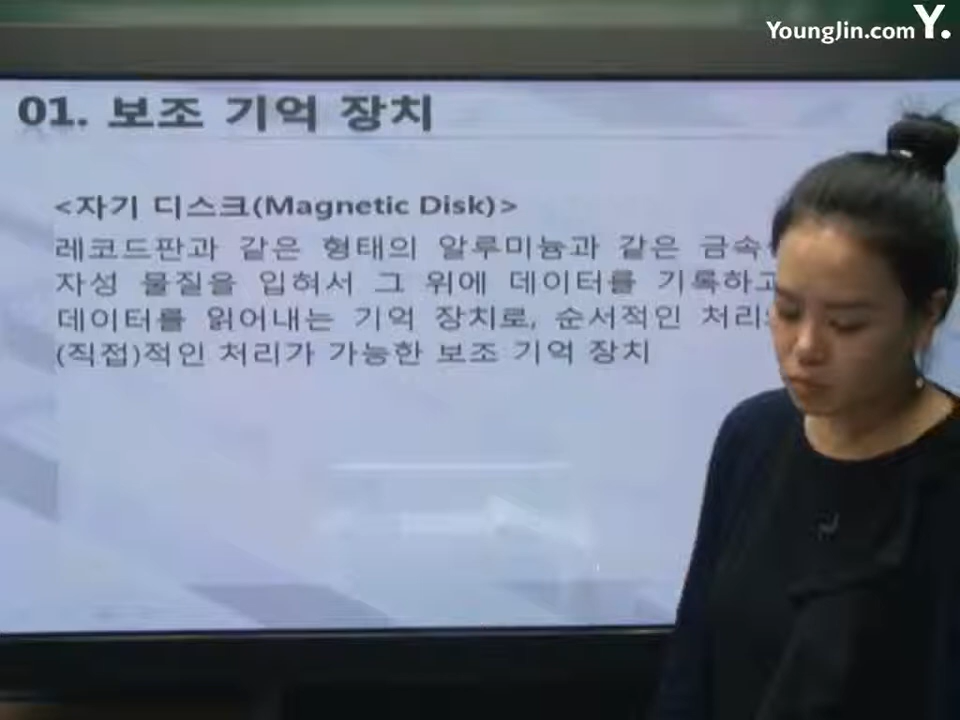 YoungJin.com Y.
01. 보조 기억 장치
<자기 디스크(Magnetic Disk)>
레코드판과 같은 형태의 알루미늄과 같은 금속
자성 물질을 입혀서 그 위에 데이터를 기록하고
데이터를 읽어내는 기억 장치로, 순서적인 처리
(직접)적인 처리가 가능한 보조 기억 장치